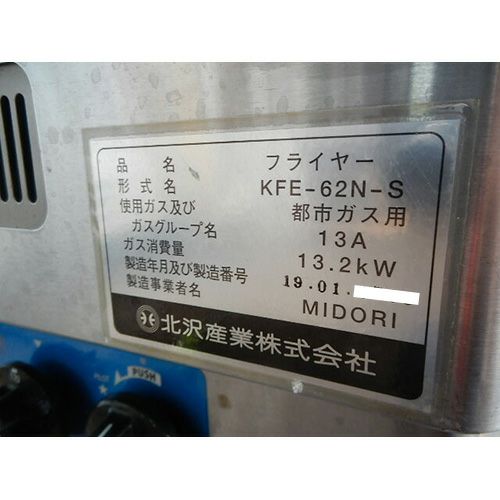 品名 フライヤー
形式名 KFE-62N-S
使用ガス及び 都市ガス用
ガスグループ名 13A
ガス消費量 13.2kW
製造年月及び製造番号 19.01.
製造事業者名 MIDORI
北沢産業株式会社
PILOT PUSH